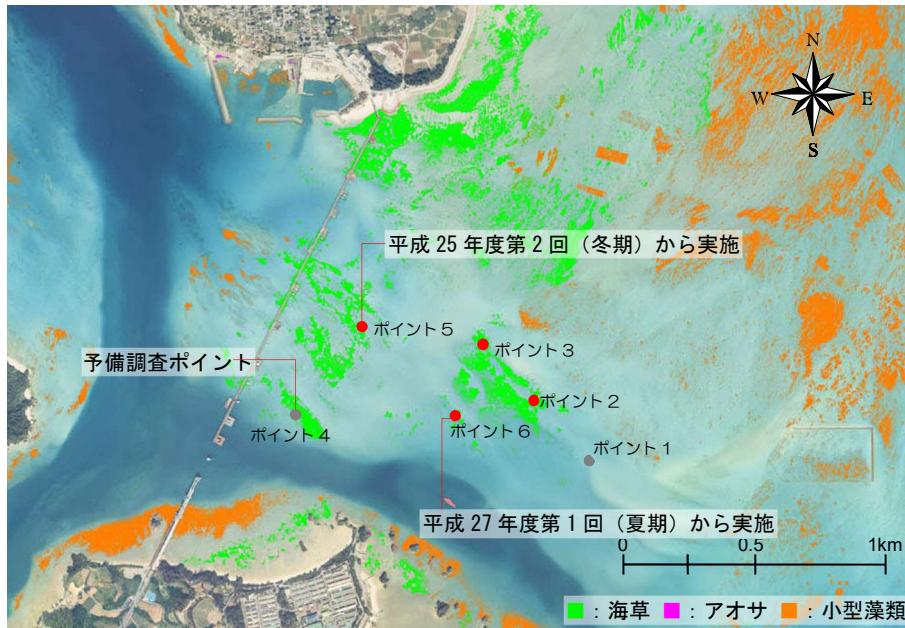 N
W E
S
平成 25 年度第 2 回（冬期）から実施
ポイント５
ポイント３
予備調査ポイント
ポイント２
ポイント４
ポイント６
ポイント１
平成 27 年度第 1 回（夏期）から実施
0 0.5 1km
：海草 ：アオサ ：小型藻類